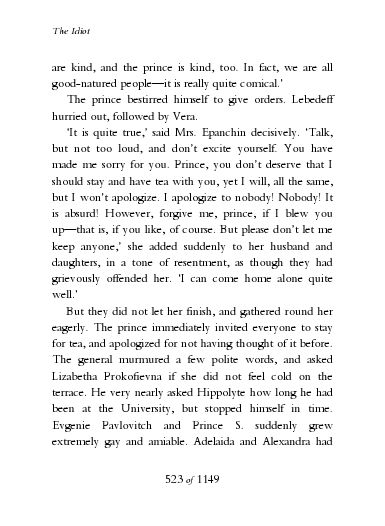 The Idiot
are kind, and the prince is kind, too. In fact, we are all
good-natured people—it is really quite comical.’
The prince bestirred himself to give orders. Lebedeff
hurried out, followed by Vera.
‘It is quite true,’ said Mrs. Epanchin decisively. ‘Talk,
but not too loud, and don’t excite yourself. You have
made me sorry for you. Prince, you don’t deserve that I
should stay and have tea with you, yet I will, all the same,
but I won’t apologize. I apologize to nobody! Nobody! It
is absurd! However, forgive me, prince, if I blew you
up—that is, if you like, of course. But please don’t let me
keep anyone,’ she added suddenly to her husband and
daughters, in a tone of resentment, as though they had
grievously offended her. ‘I can come home alone quite
well.’
But they did not let her finish, and gathered round her
eagerly. The prince immediately invited everyone to stay
for tea, and apologized for not having thought of it before.
The general murmured a few polite words, and asked
Lizabetha Prokofievna if she did not feel cold on the
terrace. He very nearly asked Hippolyte how long he had
been at the University, but stopped himself in time.
Evgenie Pavlovitch and Prince S. suddenly grew
extremely gay and amiable. Adelaida and Alexandra had
523 of 1149